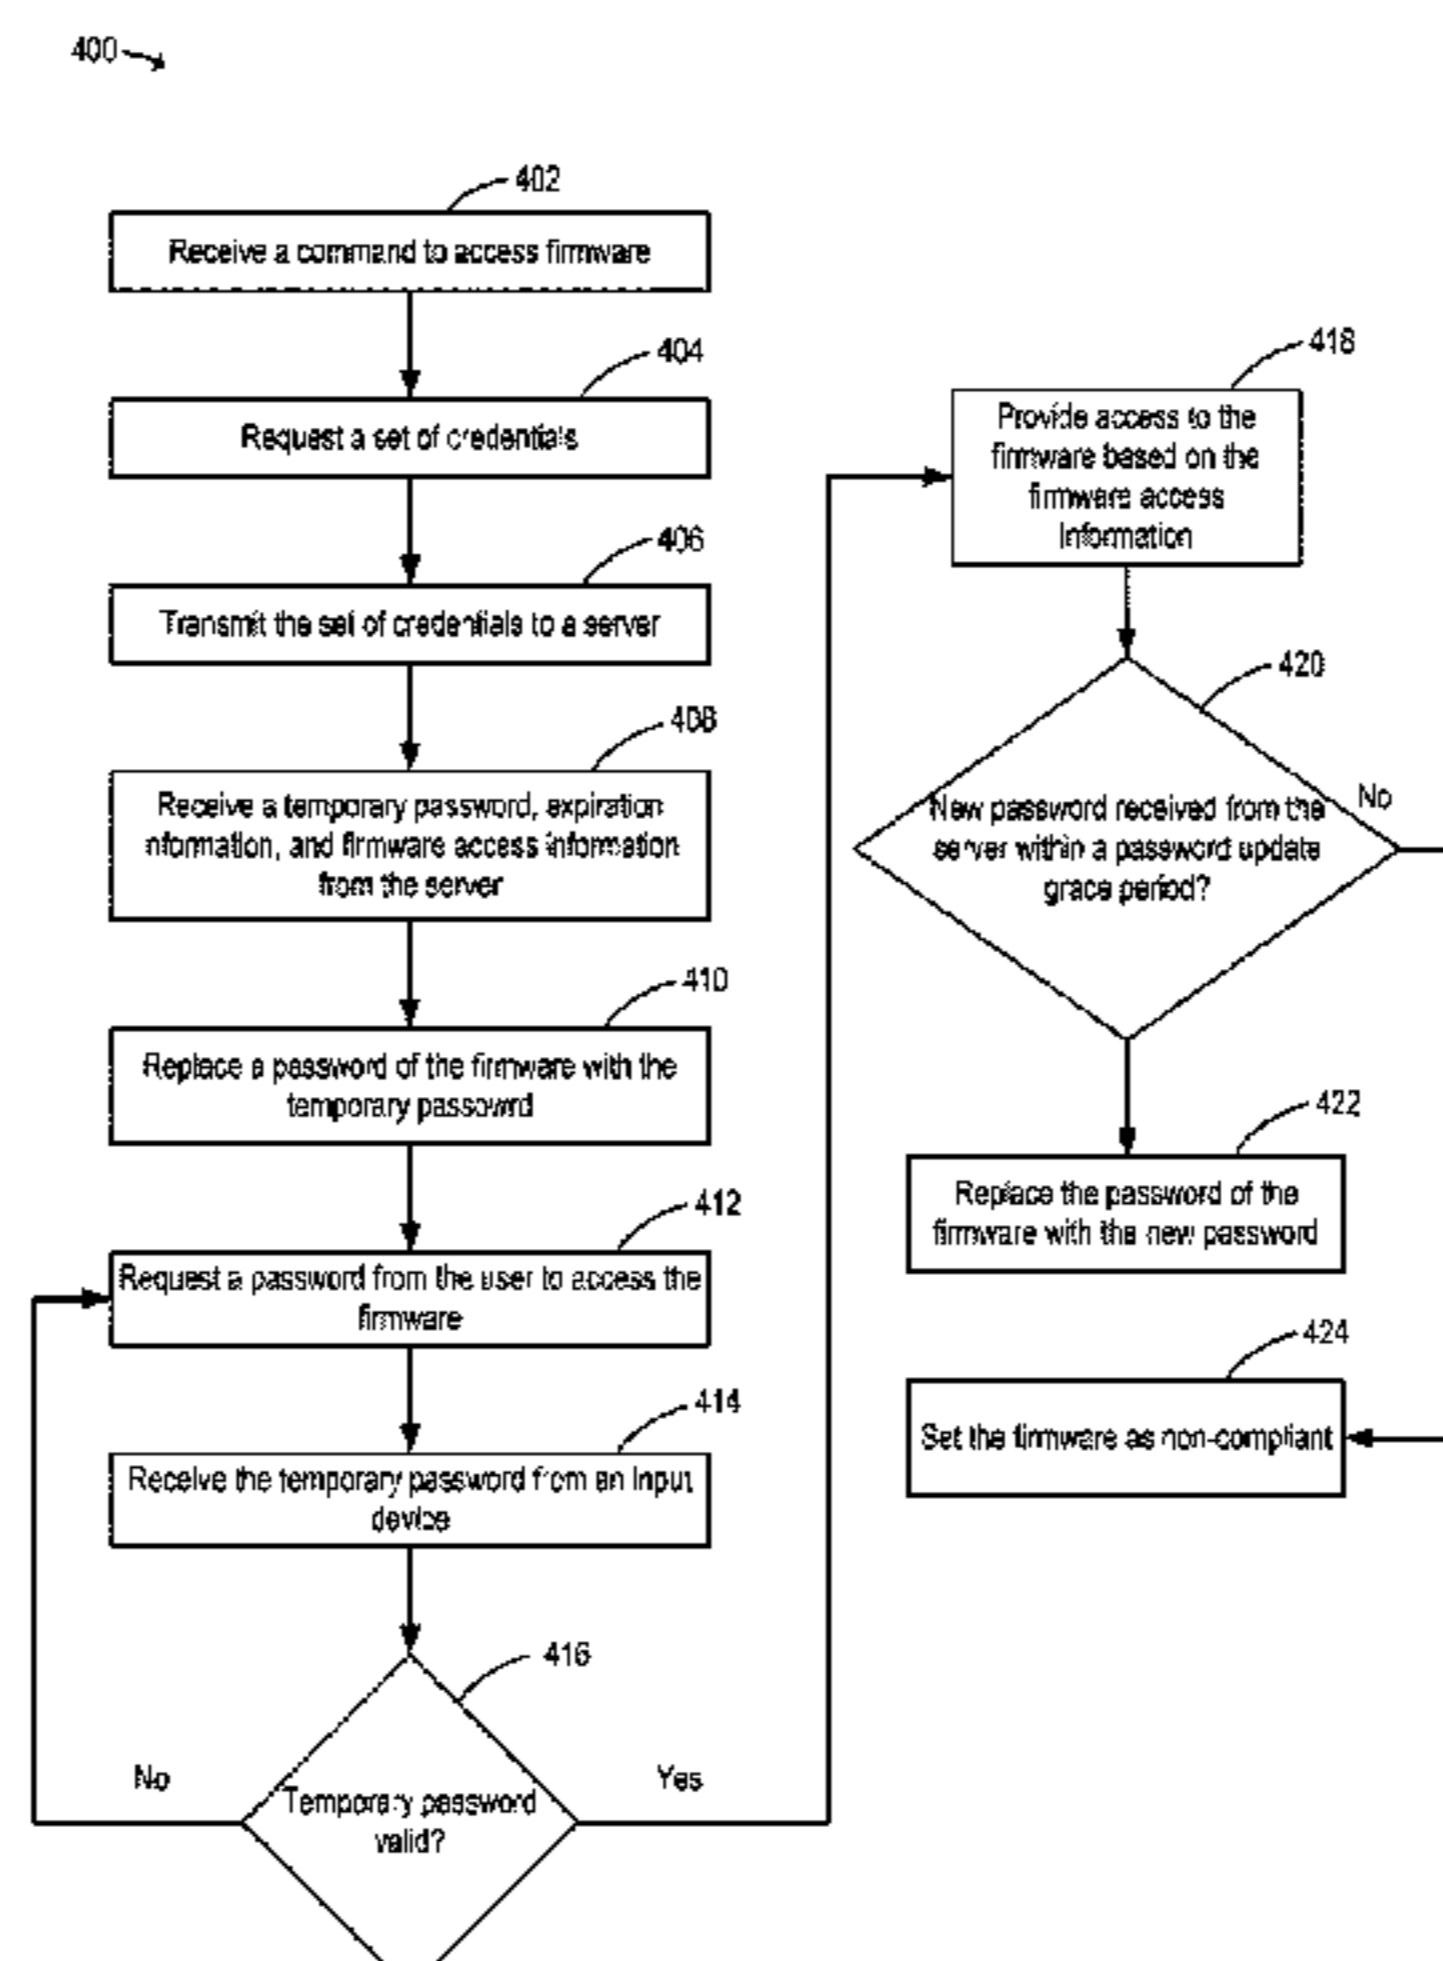 400
402
Receive a command to access firmware
404
Request a set of credentials
406
Transmit the set of credentials to a server
408
Receive a temporary password, expiration
information, and firmware access information
from the server
410
Replace a password of the firmware with the
temporary passowrd
412
Request a password from the user to access the
firmware
414
Receive the temporary password from an input
device
416
Temporary password
valid?
No
Yes
418
Provide access to the
firmware based on the
firmware access
information
420
New password received from the
server within a password update
grace period?
No
422
Replace the password of the
firmware with the new password
424
Set the firmware as non-compliant